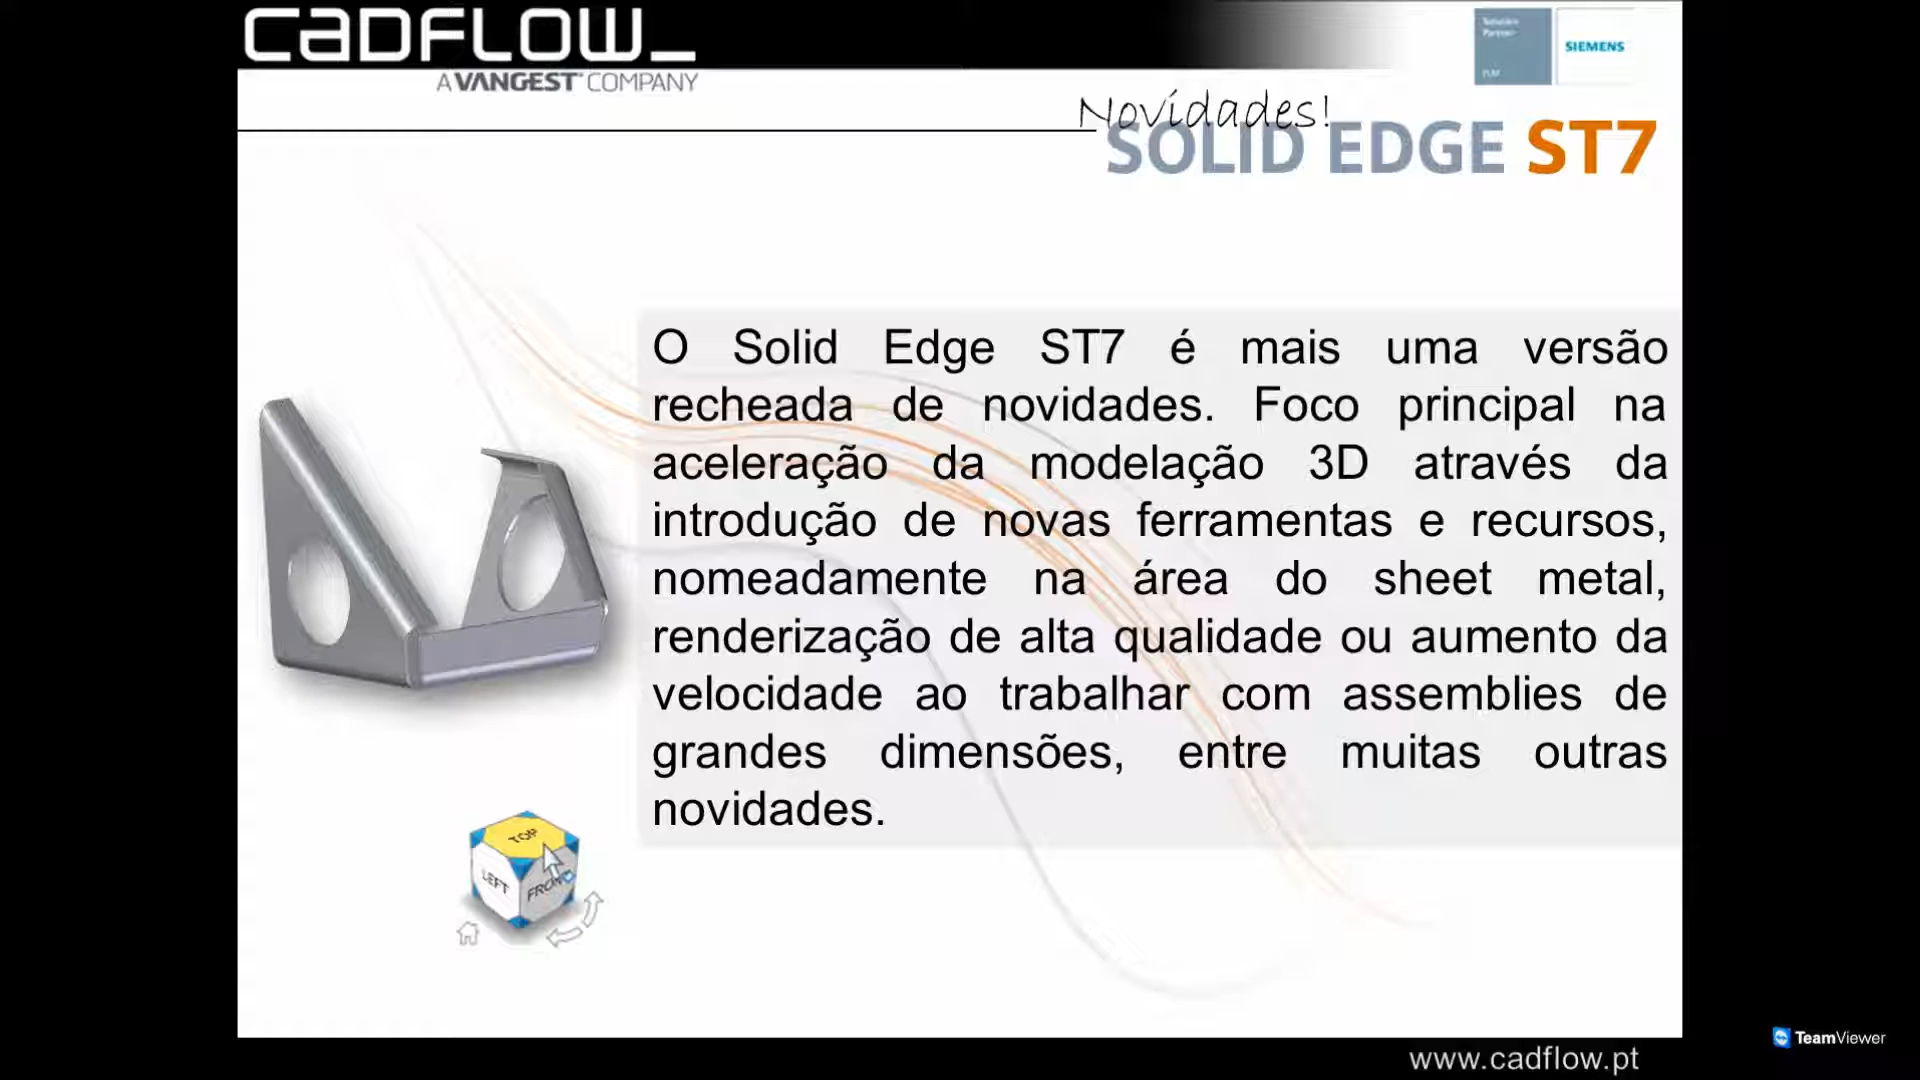 CADFLOW_
A VANGEST COMPANY
Solution
Partner
PLM
SIEMENS
Novidades!
SOLID EDGE ST7
O Solid Edge ST7 é mais uma versão
recheada de novidades. Foco principal na
aceleração da modelação 3D através da
introdução de novas ferramentas e recursos,
nomeadamente na área do sheet metal,
renderização de alta qualidade ou aumento da
velocidade ao trabalhar com assemblies de
grandes dimensões, entre muitas outras
novidades.
TOP
LEFT
FRONT
TeamViewer
www.cadflow.pt